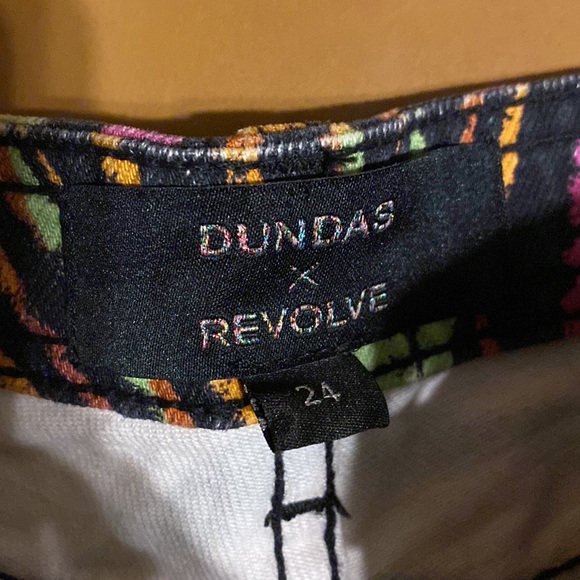 DUNDAS
×
REVOLVE
24